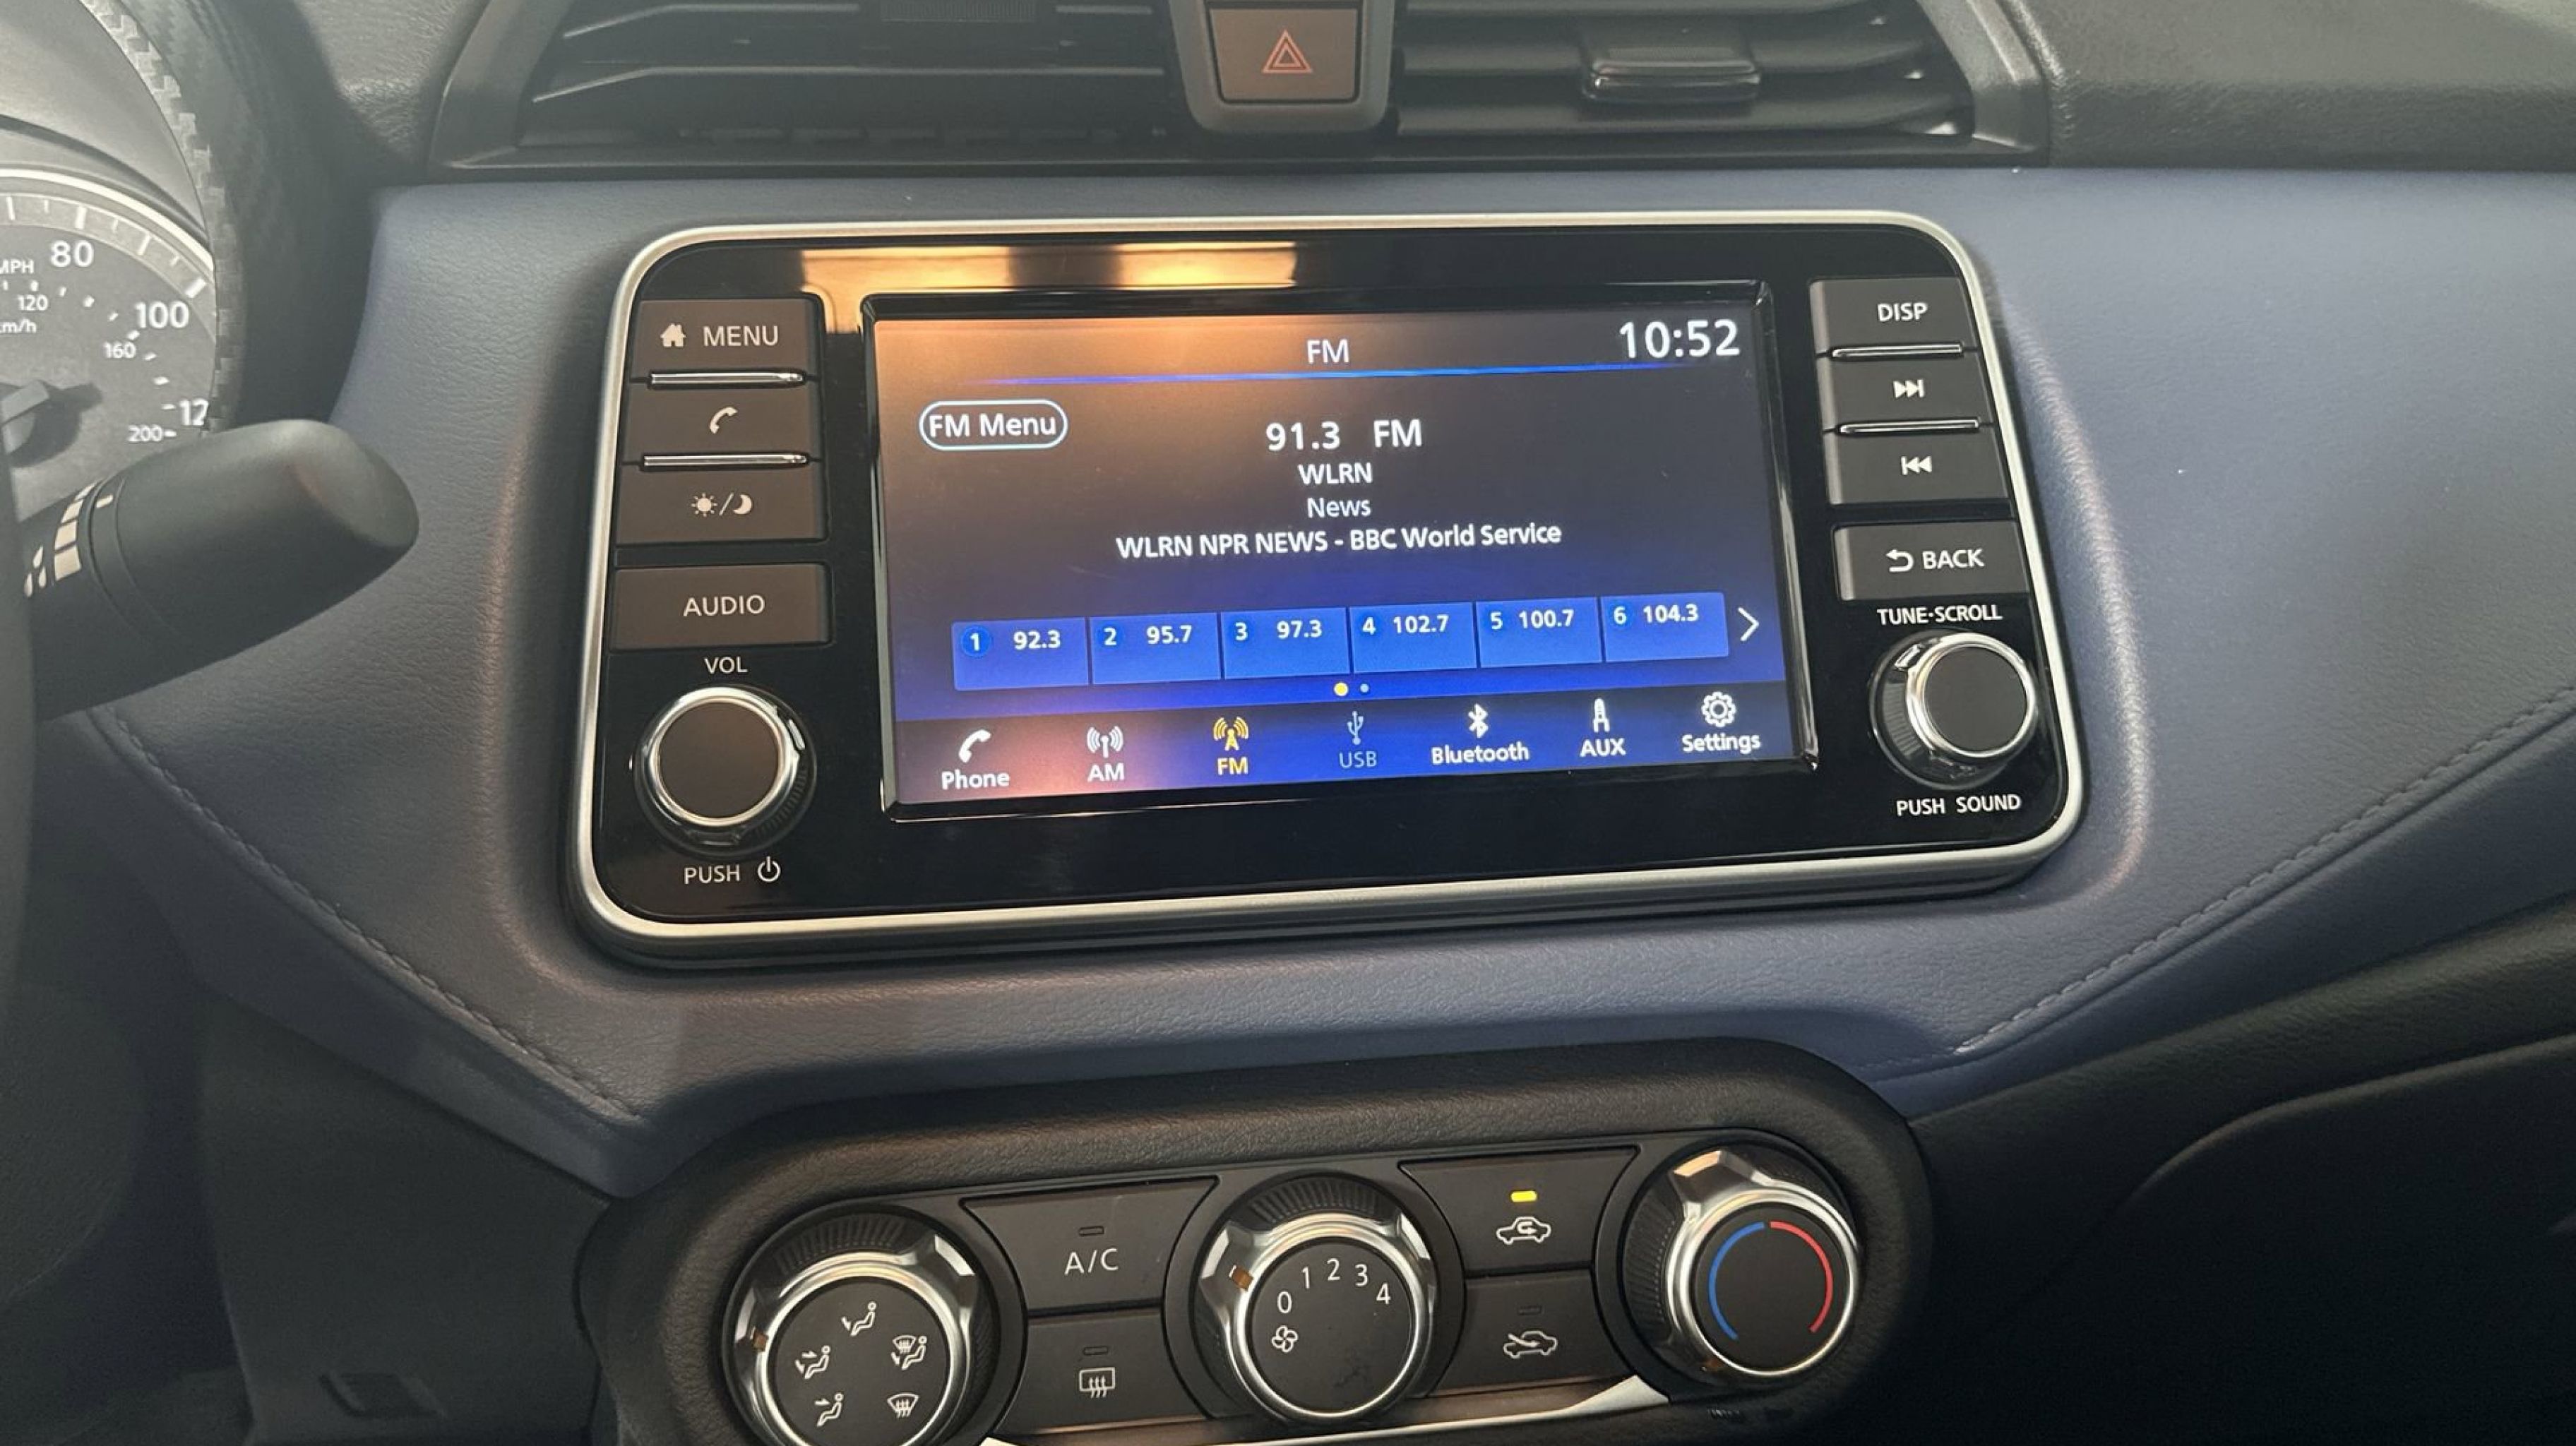 MPH 80
120
km/h
100
160
200
MENU
AUDIO
VOL
PUSH
FM
10:52
FM Menu
91.3 FM
WLRN
News
WLRN NPR NEWS - BBC World Service
1 92.3 2 95.7 3 97.3 4 102.7 5 100.7 6 104.3
Phone AM FM USB Bluetooth AUX Settings
DISP
BACK
TUNE·SCROLL
PUSH SOUND
A/C
0 1 2 3 4